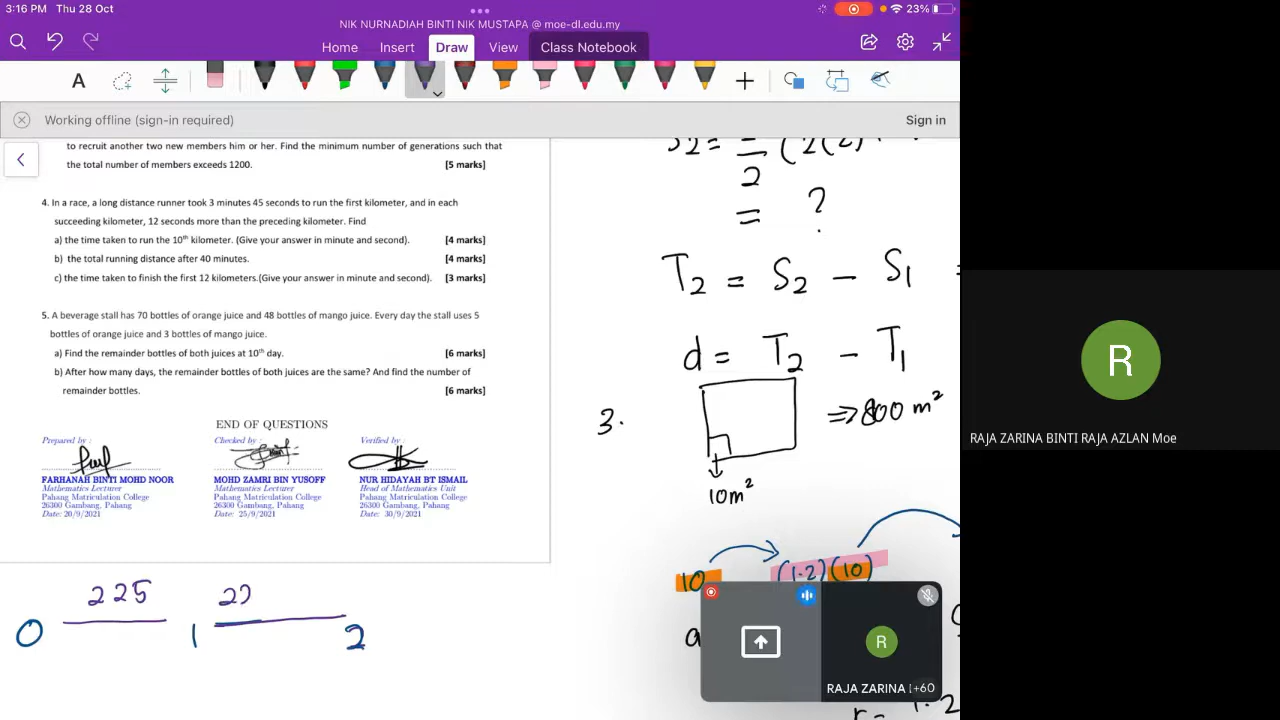 3:16 PM Thu 28 Oct
23%
NIK NURNADIAH BINTI NIK MUSTAPA @ moe-dl.edu.my
Home Insert Draw View Class Notebook
A
Working offline (sign-in required)
Sign in
to recruit another two new members him or her. Find the minimum number of generations such that
the total number of members exceeds 1200. [5 marks]
4. In a race, a long distance runner took 3 minutes 45 seconds to run the first kilometer, and in each
succeeding kilometer, 12 seconds more than the preceding kilometer. Find
a) the time taken to run the 10th kilometer. (Give your answer in minute and second). [4 marks]
b) the total running distance after 40 minutes. [4 marks]
c) the time taken to finish the first 12 kilometers.(Give your answer in minute and second). [3 marks]
5. A beverage stall has 70 bottles of orange juice and 48 bottles of mango juice. Every day the stall uses 5
bottles of orange juice and 3 bottles of mango juice.
a) Find the remainder bottles of both juices at 10th day. [6 marks]
b) After how many days, the remainder bottles of both juices are the same? And find the number of
remainder bottles. [6 marks]
END OF QUESTIONS
Prepared by : Checked by : Verified by :
FARHANAH BINTI MOHD NOOR MOHD ZAMRI BIN YUSOFF NUR HIDAYAH BT ISMAIL
Mathematics Lecturer Mathematics Lecturer Head of Mathematics Unit
Pahang Matriculation College Pahang Matriculation College Pahang Matriculation College
26300 Gambang, Pahang 26300 Gambang, Pahang 26300 Gambang, Pahang
Date: 20/9/2021 Date: 25/9/2021 Date: 30/9/2021
225 22
0 1 2
2
= ?
T2 = S2 - S1 =
d = T2 - T1
3. => 800 m²
10m²
10 (1.2)(10)
a
R
RAJA ZARINA BINTI RAJA AZLAN Moe
R
RAJA ZARINA
+60